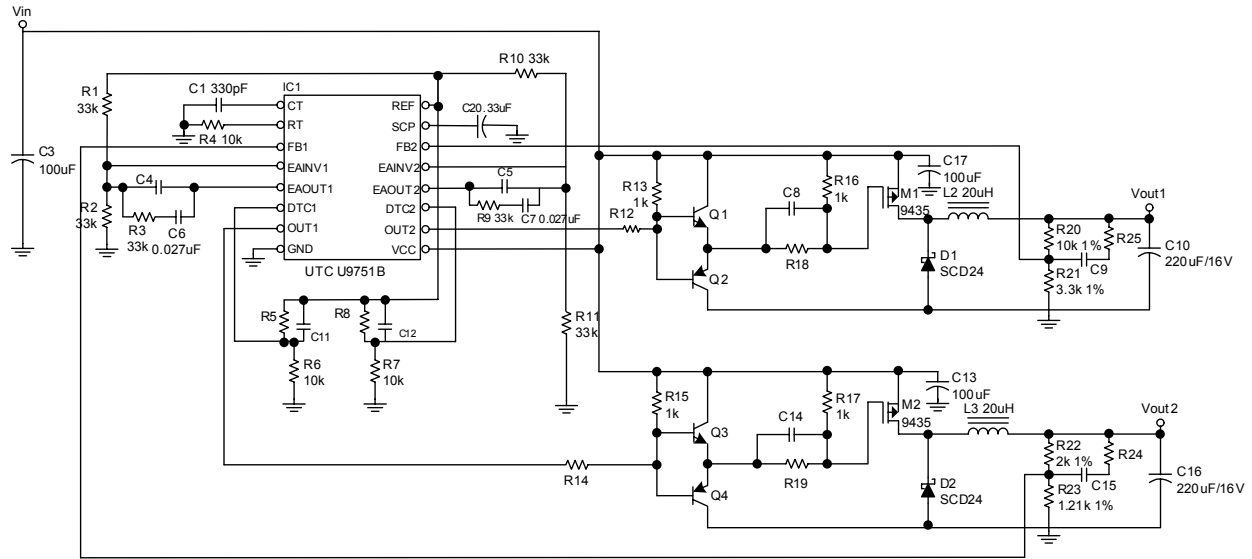 Vin
C3
100uF
R1
33k
R2
33k
C1 330pF
R4 10k
C4
R3
33k
C6
0.027uF
IC1
CT
RT
FB1
EAINV1
EAOUT1
DTC1
OUT1
GND
REF
SCP
FB2
EAINV2
EAOUT2
DTC2
OUT2
VCC
UTC U9751B
R10 33k
C20.33uF
C5
R9 33k
C7 0.027uF
R5
C11
R8
C12
R6
10k
R7
10k
R11
33k
R12
R13
1k
Q1
Q2
C8
R18
R16
1k
M1
9435
C17
100uF
L2 20uH
D1
SCD24
Vout1
R20
10k 1%
R25
C9
R21
3.3k 1%
C10
220uF/16V
R14
R15
1k
Q3
Q4
C14
R19
R17
1k
M2
9435
C13
100uF
L3 20uH
D2
SCD24
Vout2
R22
2k 1%
R24
C15
R23
1.21k 1%
C16
220uF/16V